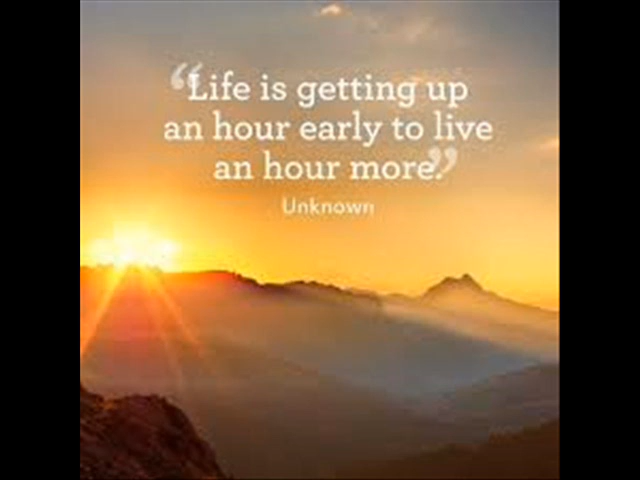 “Life is getting up
an hour early to live
an hour more.”
Unknown